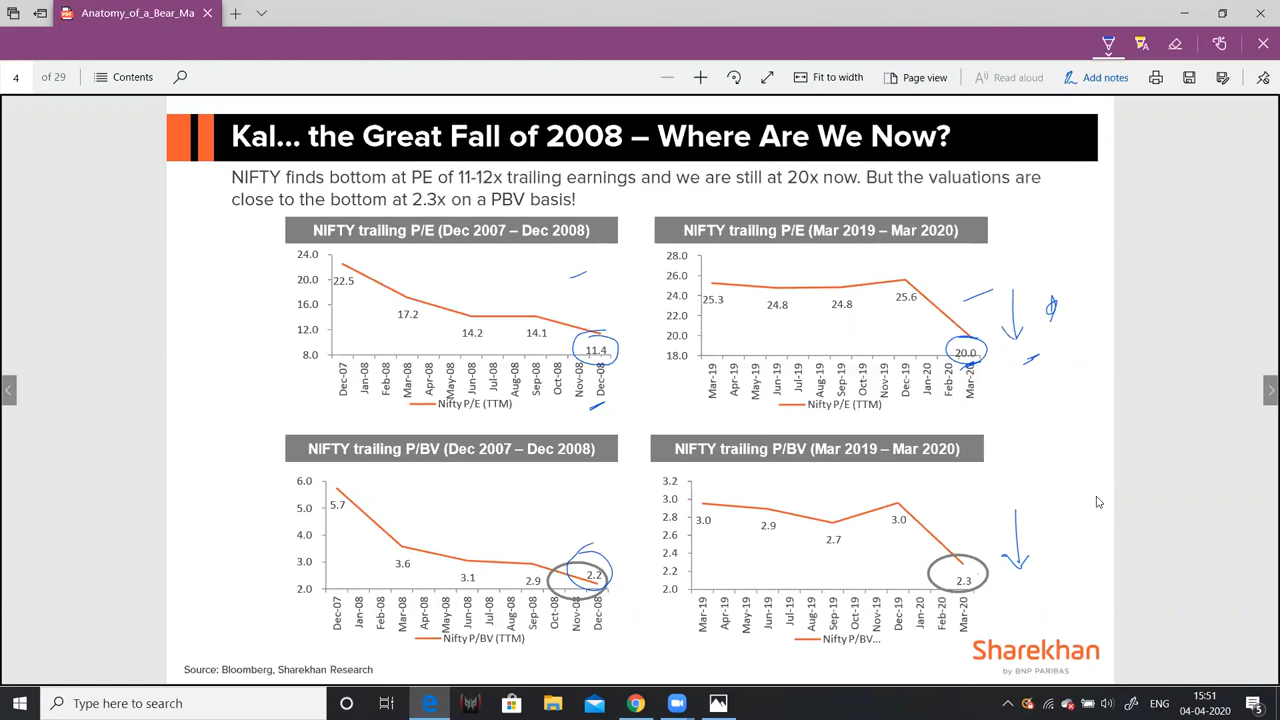 Anatomy_of_a_Bear_Ma
4 of 29 Contents Fit to width Page view Read aloud Add notes
Kal... the Great Fall of 2008 – Where Are We Now?
NIFTY finds bottom at PE of 11-12x trailing earnings and we are still at 20x now. But the valuations are
close to the bottom at 2.3x on a PBV basis!
NIFTY trailing P/E (Dec 2007 – Dec 2008)
24.0
20.0
16.0
12.0
8.0
22.5
17.2
14.2
14.1
11.4
Dec-07 Jan-08 Feb-08 Mar-08 Apr-08 May-08 Jun-08 Jul-08 Aug-08 Sep-08 Oct-08 Nov-08 Dec-08
Nifty P/E (TTM)
NIFTY trailing P/E (Mar 2019 – Mar 2020)
28.0
26.0
24.0
22.0
20.0
18.0
25.3
24.8
24.8
25.6
20.0
Mar-19 Apr-19 May-19 Jun-19 Jul-19 Aug-19 Sep-19 Oct-19 Nov-19 Dec-19 Jan-20 Feb-20 Mar-20
Nifty P/E (TTM)
NIFTY trailing P/BV (Dec 2007 – Dec 2008)
6.0
5.0
4.0
3.0
2.0
5.7
3.6
3.1
2.9
2.2
Dec-07 Jan-08 Feb-08 Mar-08 Apr-08 May-08 Jun-08 Jul-08 Aug-08 Sep-08 Oct-08 Nov-08 Dec-08
Nifty P/BV (TTM)
NIFTY trailing P/BV (Mar 2019 – Mar 2020)
3.2
3.0
2.8
2.6
2.4
2.2
2.0
3.0
2.9
2.7
3.0
2.3
Mar-19 Apr-19 May-19 Jun-19 Jul-19 Aug-19 Sep-19 Oct-19 Nov-19 Dec-19 Jan-20 Feb-20 Mar-20
Nifty P/BV...
Sharekhan
by BNP PARIBAS
Source: Bloomberg, Sharekhan Research
Type here to search
ENG
15:51
04-04-2020
5